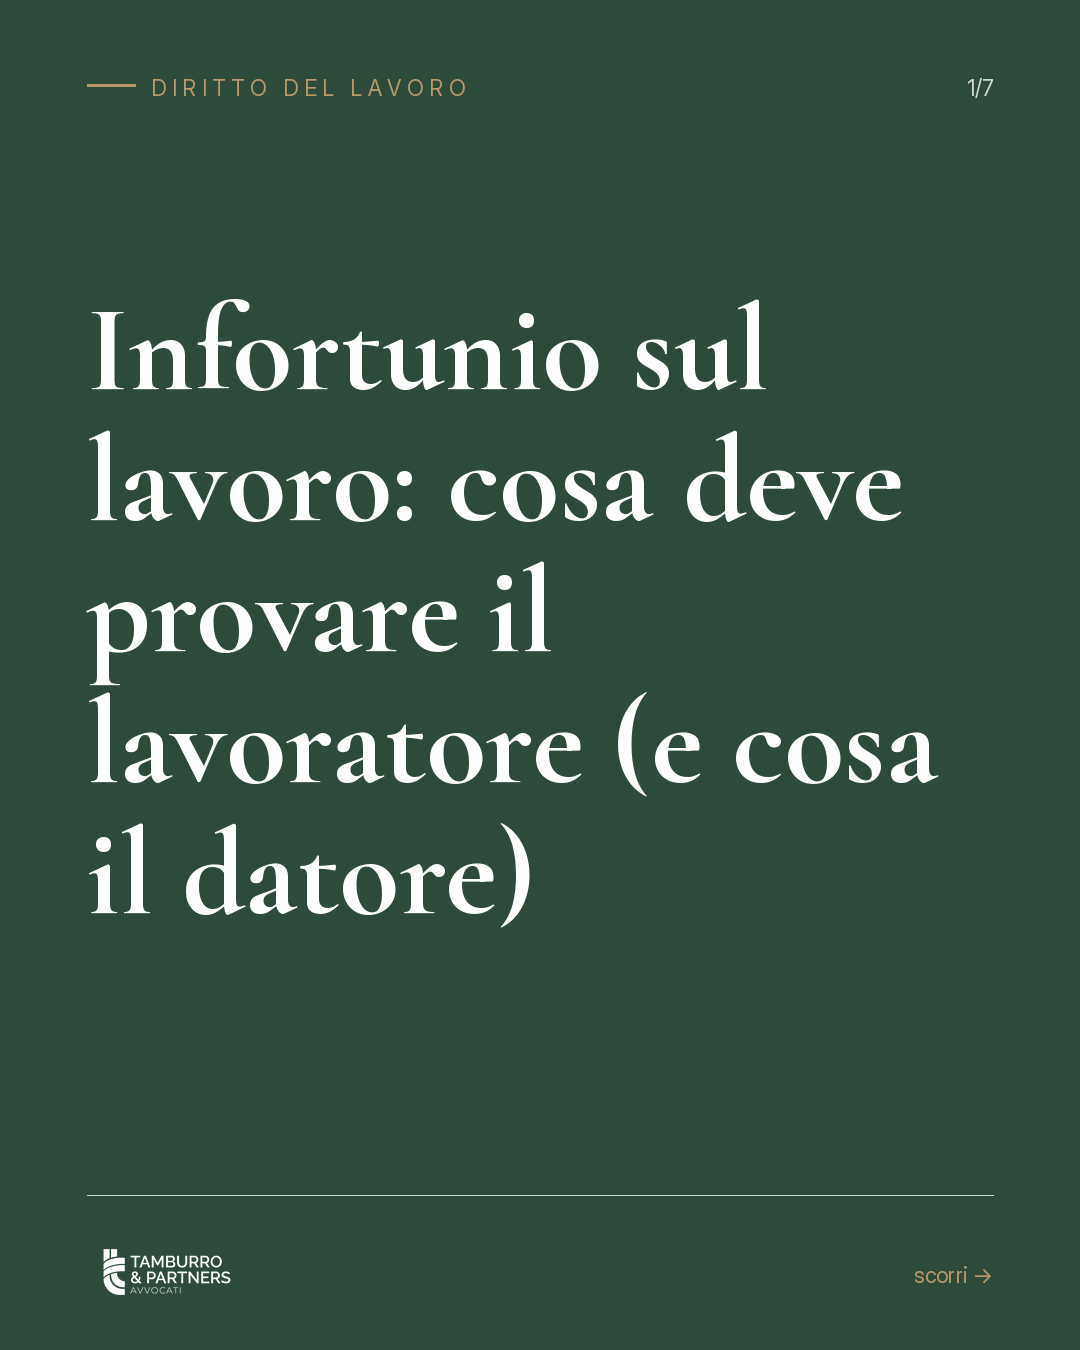 DIRITTO DEL LAVORO
1/7
Infortunio sul
lavoro: cosa deve
provare il
lavoratore (e cosa
il datore)
TAMBURRO
& PARTNERS
AVVOCATI
scorri →